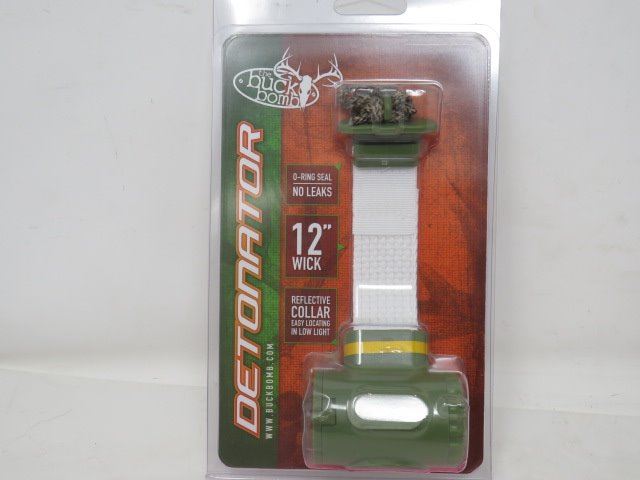 the
buck
bomb
DETONATOR
WWW.BUCKBOMB.COM
O-RING SEAL
NO LEAKS
12"
WICK
REFLECTIVE
COLLAR
EASY LOCATING
IN LOW LIGHT